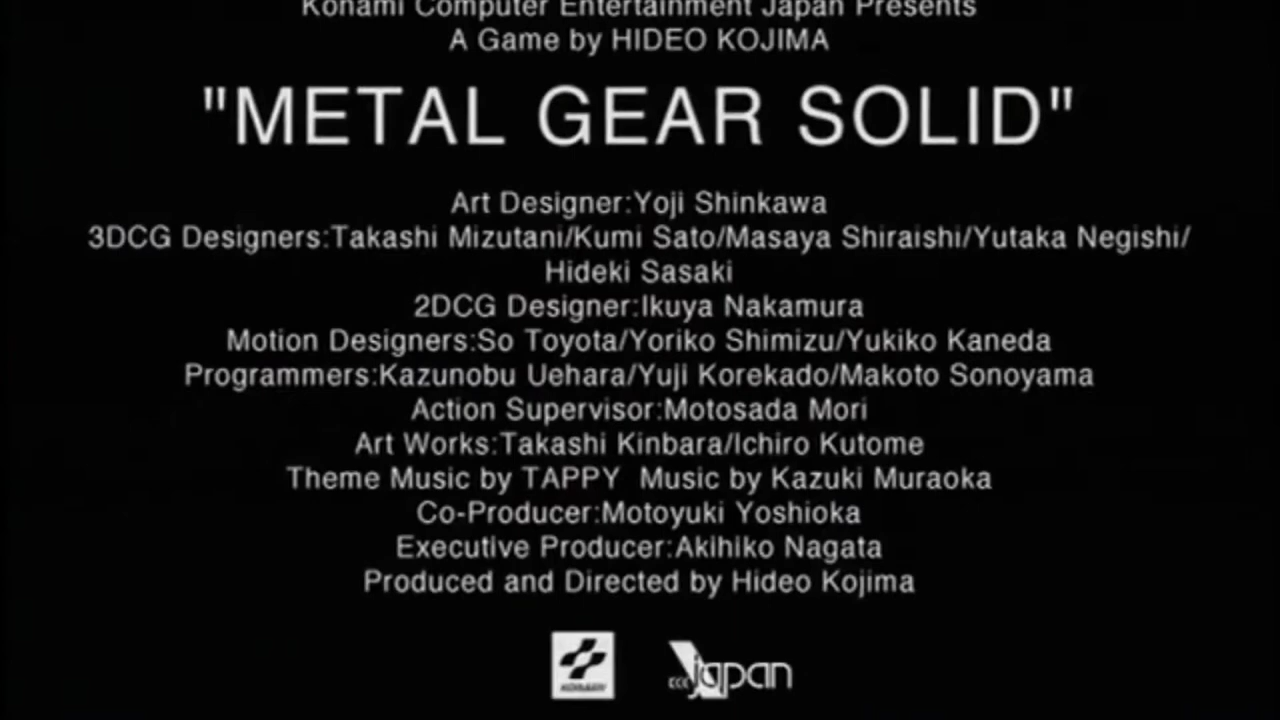 Konami Computer Entertainment Japan Presents
A Game by HIDEO KOJIMA
"METAL GEAR SOLID"
Art Designer:Yoji Shinkawa
3DCG Designers:Takashi Mizutani/Kumi Sato/Masaya Shiraishi/Yutaka Negishi/
Hideki Sasaki
2DCG Designer:Ikuya Nakamura
Motion Designers:So Toyota/Yoriko Shimizu/Yukiko Kaneda
Programmers:Kazunobu Uehara/Yuji Korekado/Makoto Sonoyama
Action Supervisor:Motosada Mori
Art Works:Takashi Kinbara/Ichiro Kutome
Theme Music by TAPPY  Music by Kazuki Muraoka
Co-Producer:Motoyuki Yoshioka
Executive Producer:Akihiko Nagata
Produced and Directed by Hideo Kojima
KONAMI
japan